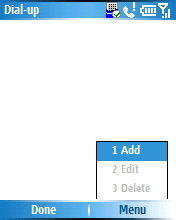 Dial-up
1 Add
2 Edit
3 Delete
Done
Menu